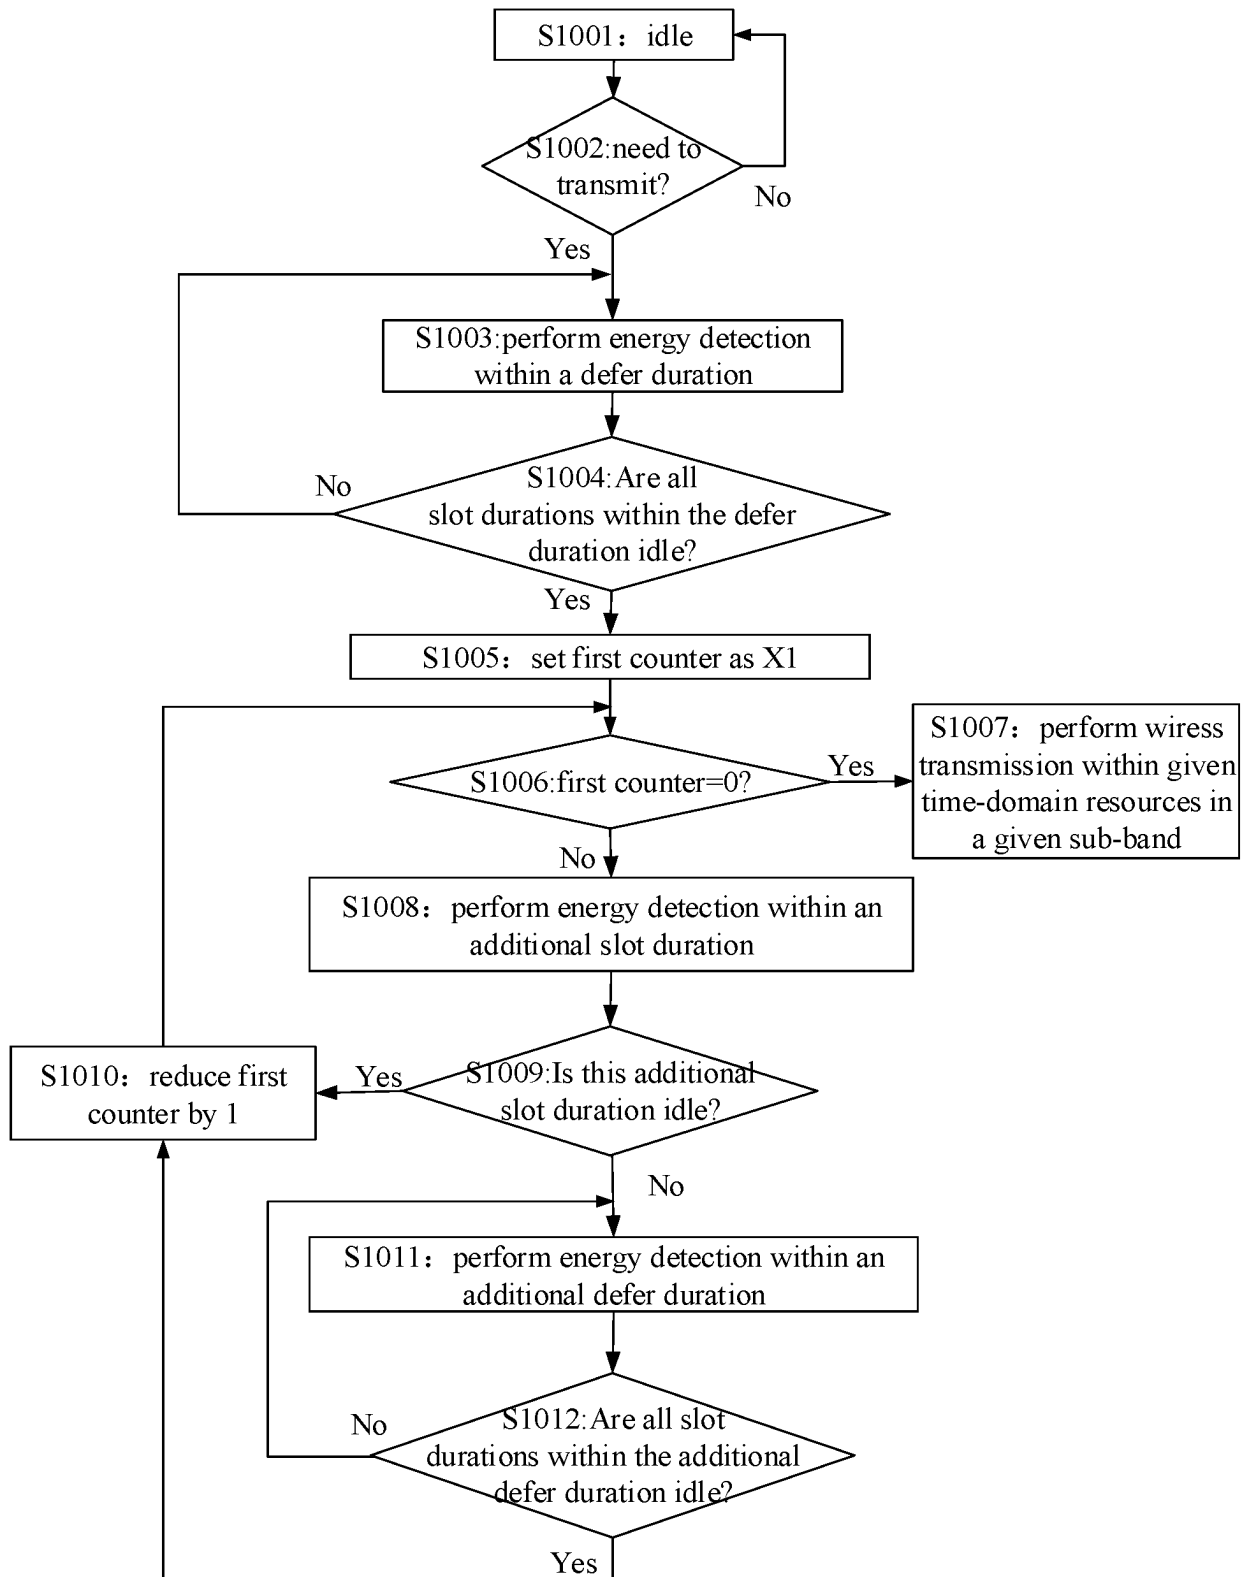 S1001：idle
S1002:need to
transmit?
No
Yes
S1003:perform energy detection
within a defer duration
S1004:Are all
slot durations within the defer
duration idle?
No
Yes
S1005：set first counter as X1
S1006:first counter=0?
Yes
S1007：perform wiress
transmission within given
time-domain resources in
a given sub-band
No
S1008：perform energy detection within an
additional slot duration
S1009:Is this additional
slot duration idle?
Yes
S1010：reduce first
counter by 1
No
S1011：perform energy detection within an
additional defer duration
S1012:Are all slot
durations within the additional
defer duration idle?
No
Yes